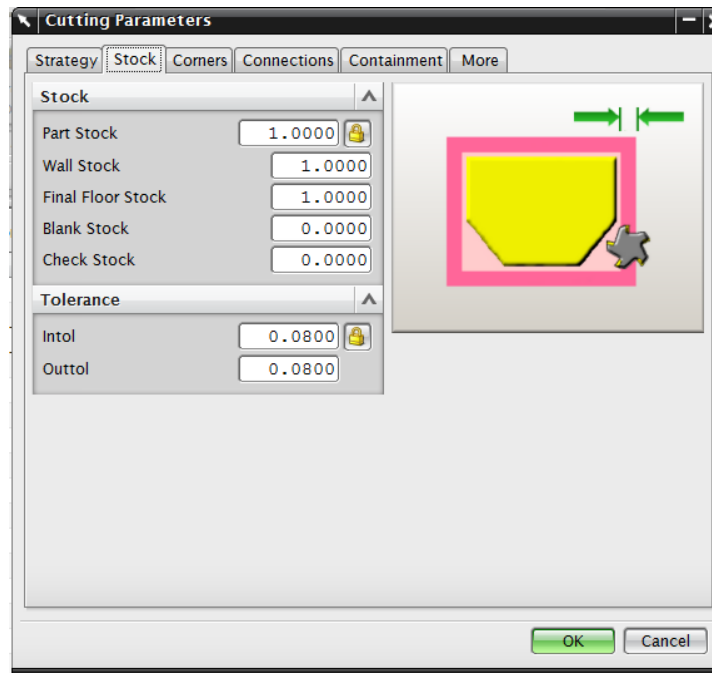 Cutting Parameters
Strategy Stock Corners Connections Containment More
Stock
Part Stock 1.0000
Wall Stock 1.0000
Final Floor Stock 1.0000
Blank Stock 0.0000
Check Stock 0.0000
Tolerance
Intol 0.0800
Outtol 0.0800
OK Cancel